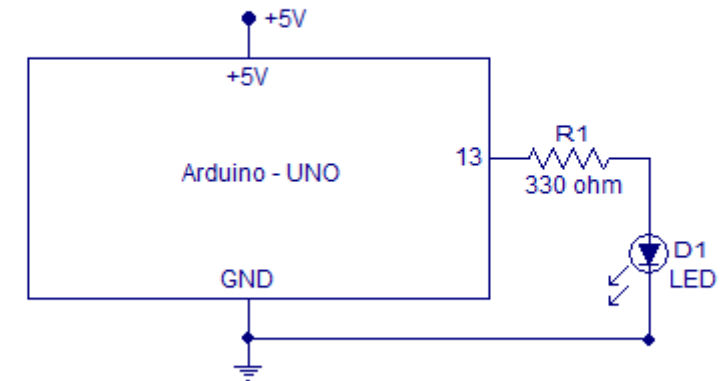 +5V
+5V
R1
13
Arduino - UNO
330 ohm
D1
GND
LED